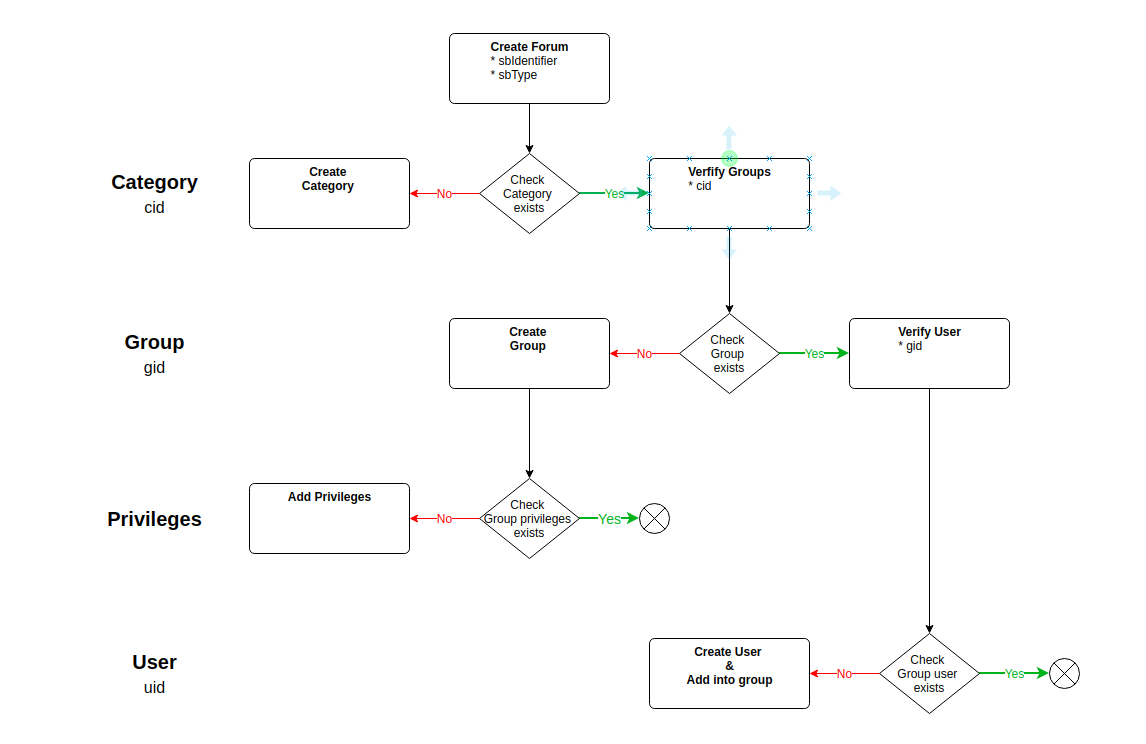 Create Forum
* sbIdentifier
* sbType
Category
cid
Create
Category
No
Check
Category
exists
Yes
Verfify Groups
* cid
Group
gid
Create
Group
No
Check
Group
exists
Yes
Verify User
* gid
Privileges
Add Privileges
No
Check
Group privileges
exists
Yes
User
uid
Create User
&
Add into group
No
Check
Group user
exists
Yes